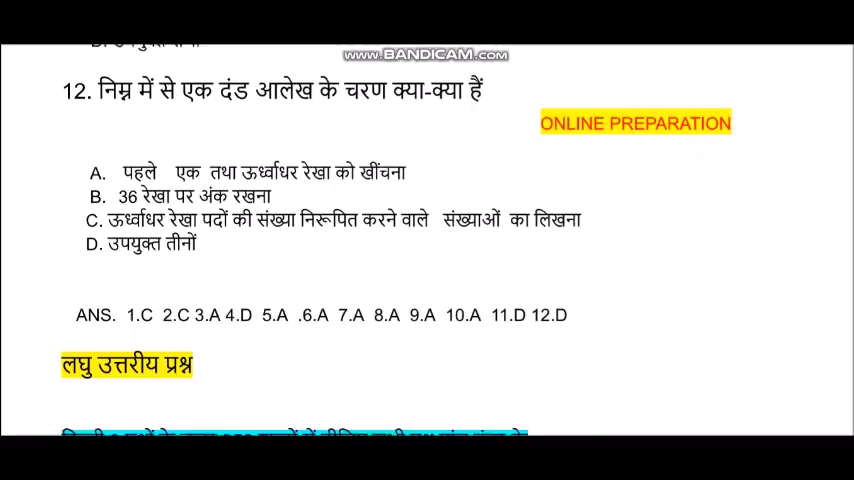 www.BANDICAM.com
12. निम्न में से एक दंड आलेख के चरण क्या-क्या हैं
ONLINE PREPARATION
A. पहले एक तथा ऊर्ध्वाधर रेखा को खींचना
B. 36 रेखा पर अंक रखना
C. ऊर्ध्वाधर रेखा पदों की संख्या निरूपित करने वाले संख्याओं का लिखना
D. उपयुक्त तीनों
ANS. 1.C 2.C 3.A 4.D 5.A .6.A 7.A 8.A 9.A 10.A 11.D 12.D
लघु उत्तरीय प्रश्न